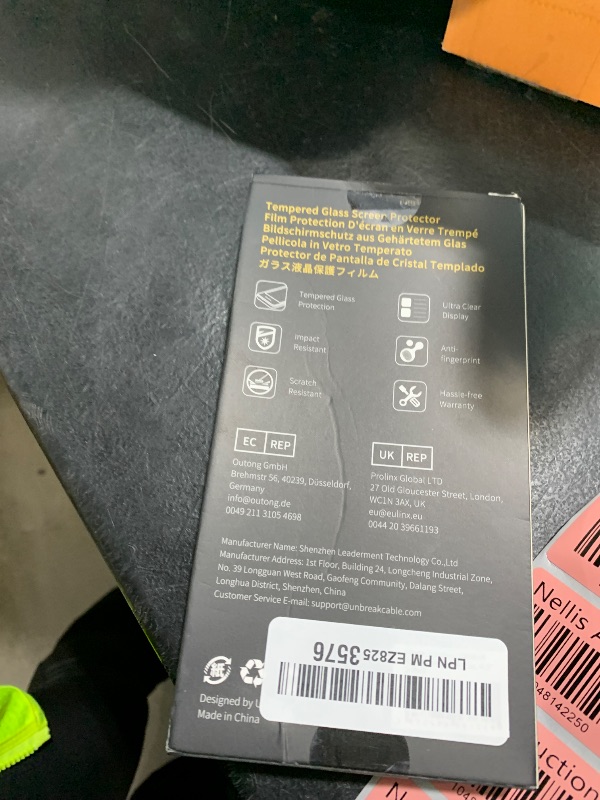 Tempered Glass Screen Protector
Film Protection D'écran en Verre Trempé
Bildschirmschutz aus Gehärtetem Glas
Pellicola in Vetro Temperato
Protector de Pantalla de Cristal Templado
ガラス液晶保護フィルム
Tempered Glass
Protection
Ultra Clear
Display
Impact
Resistant
Anti-
fingerprint
Scratch
Resistant
Hassle-free
Warranty
EC REP
Outong GmbH
Brehmstr 56, 40239, Düsseldorf,
Germany
info@outong.de
0049 211 3105 4698
UK REP
Prolinx Global LTD
27 Old Gloucester Street, London,
WC1N 3AX, UK
eu@eulinx.eu
0044 20 39661193
Manufacturer Name: Shenzhen Leaderment Technology Co.,Ltd
Manufacturer Address: 1st Floor, Building 24, Longcheng Industrial Zone,
No. 39 Longguan West Road, Gaofeng Community, Dalang Street,
Longhua District, Shenzhen, China
Customer Service E-mail: support@unbreakcable.com
LPN PM EZ8253576
紙
Designed by U
Made in China
Nellis A
048142250
uction
N